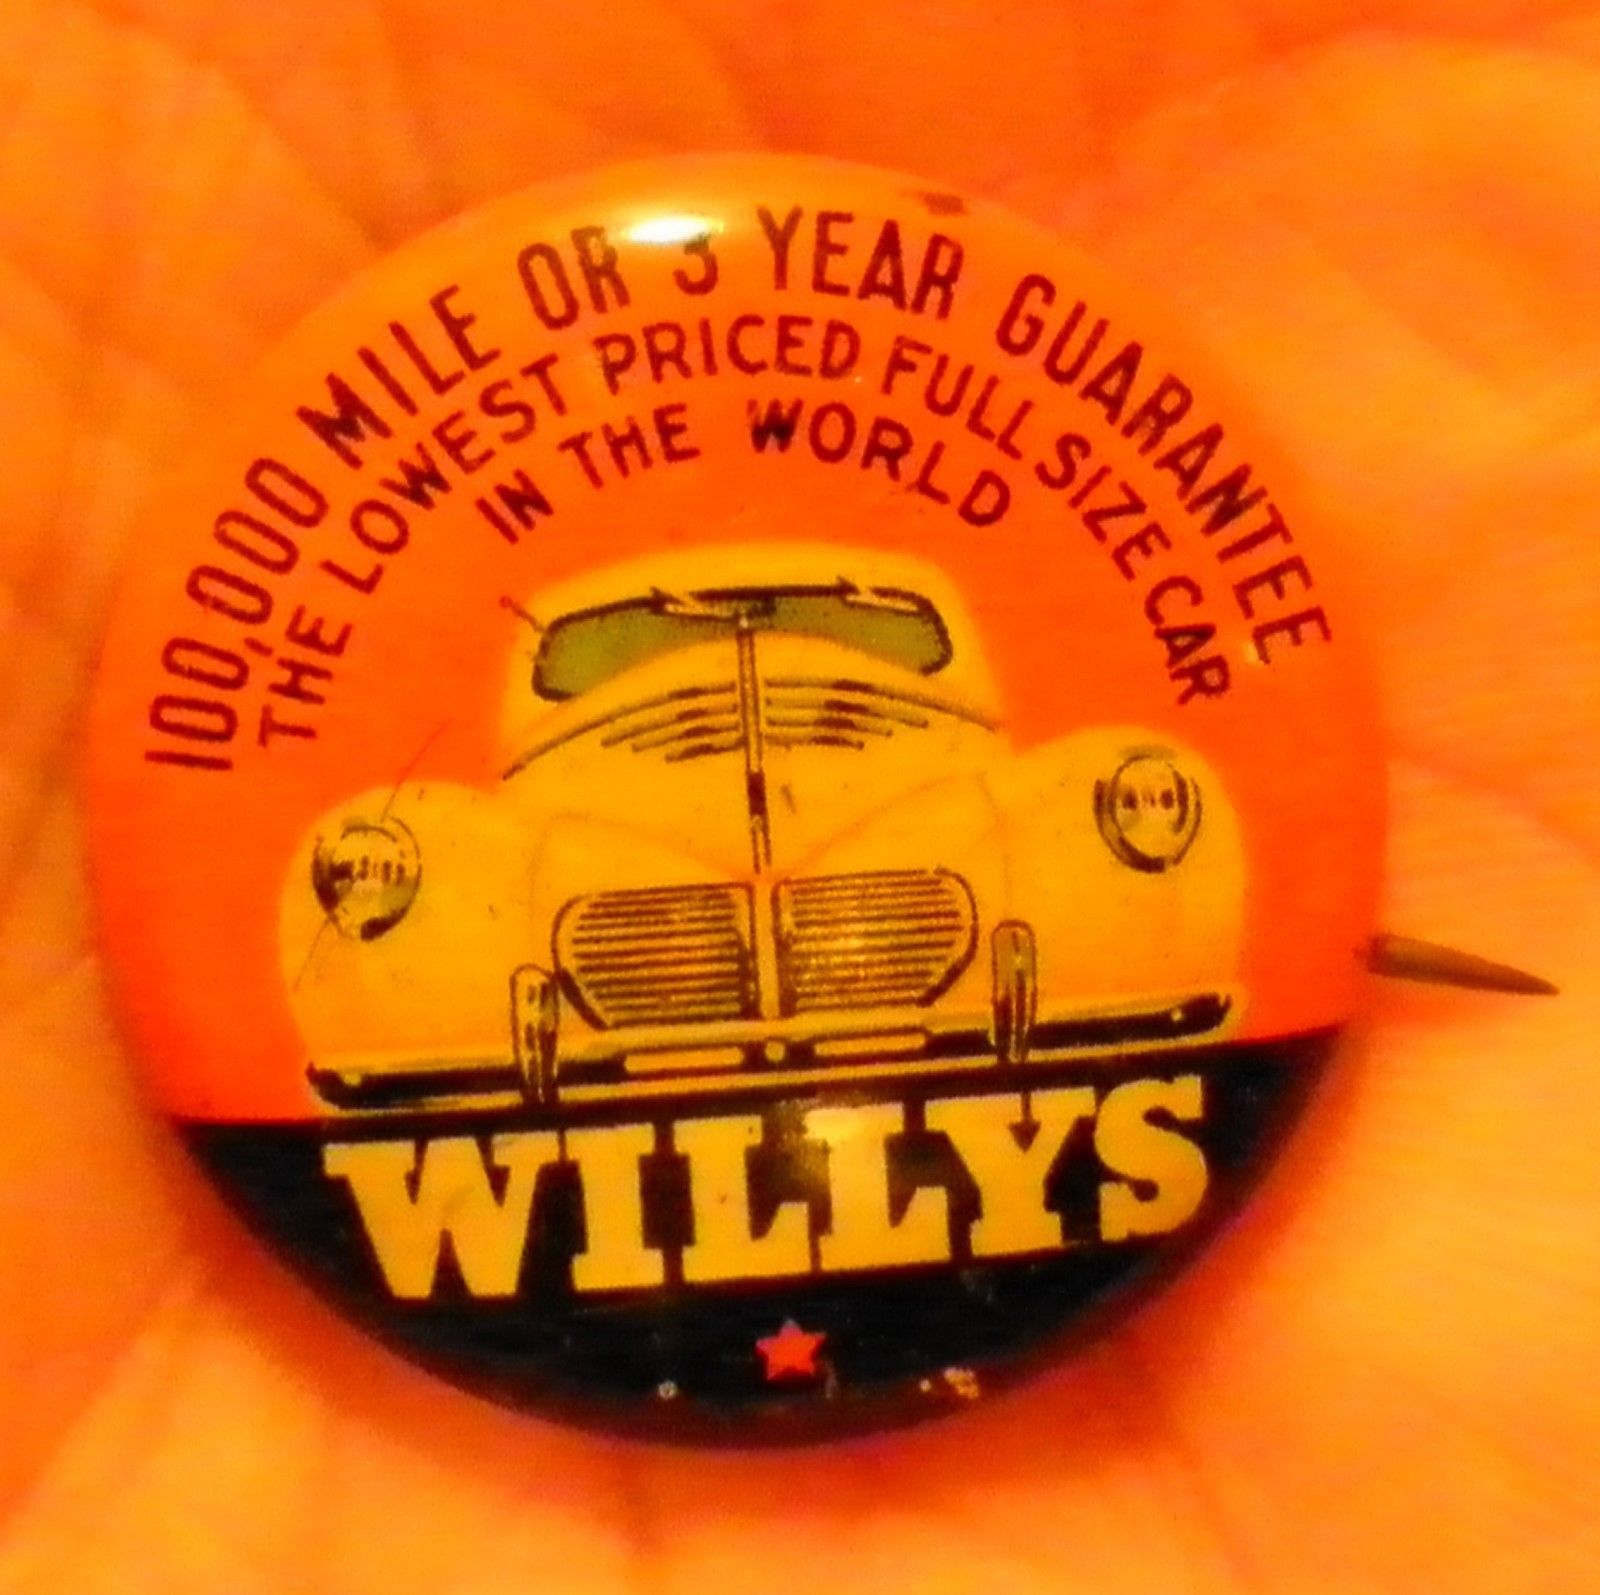 100,000 MILE OR 3 YEAR GUARANTEE
THE LOWEST PRICED FULL SIZE CAR
IN THE WORLD
WILLYS